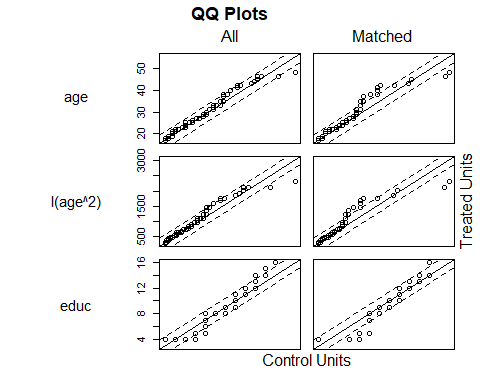 QQ Plots
All Matched
age
20 30 40 50
I(age^2)
500 1500 3000
educ
4 8 12 16
Treated Units
Control Units